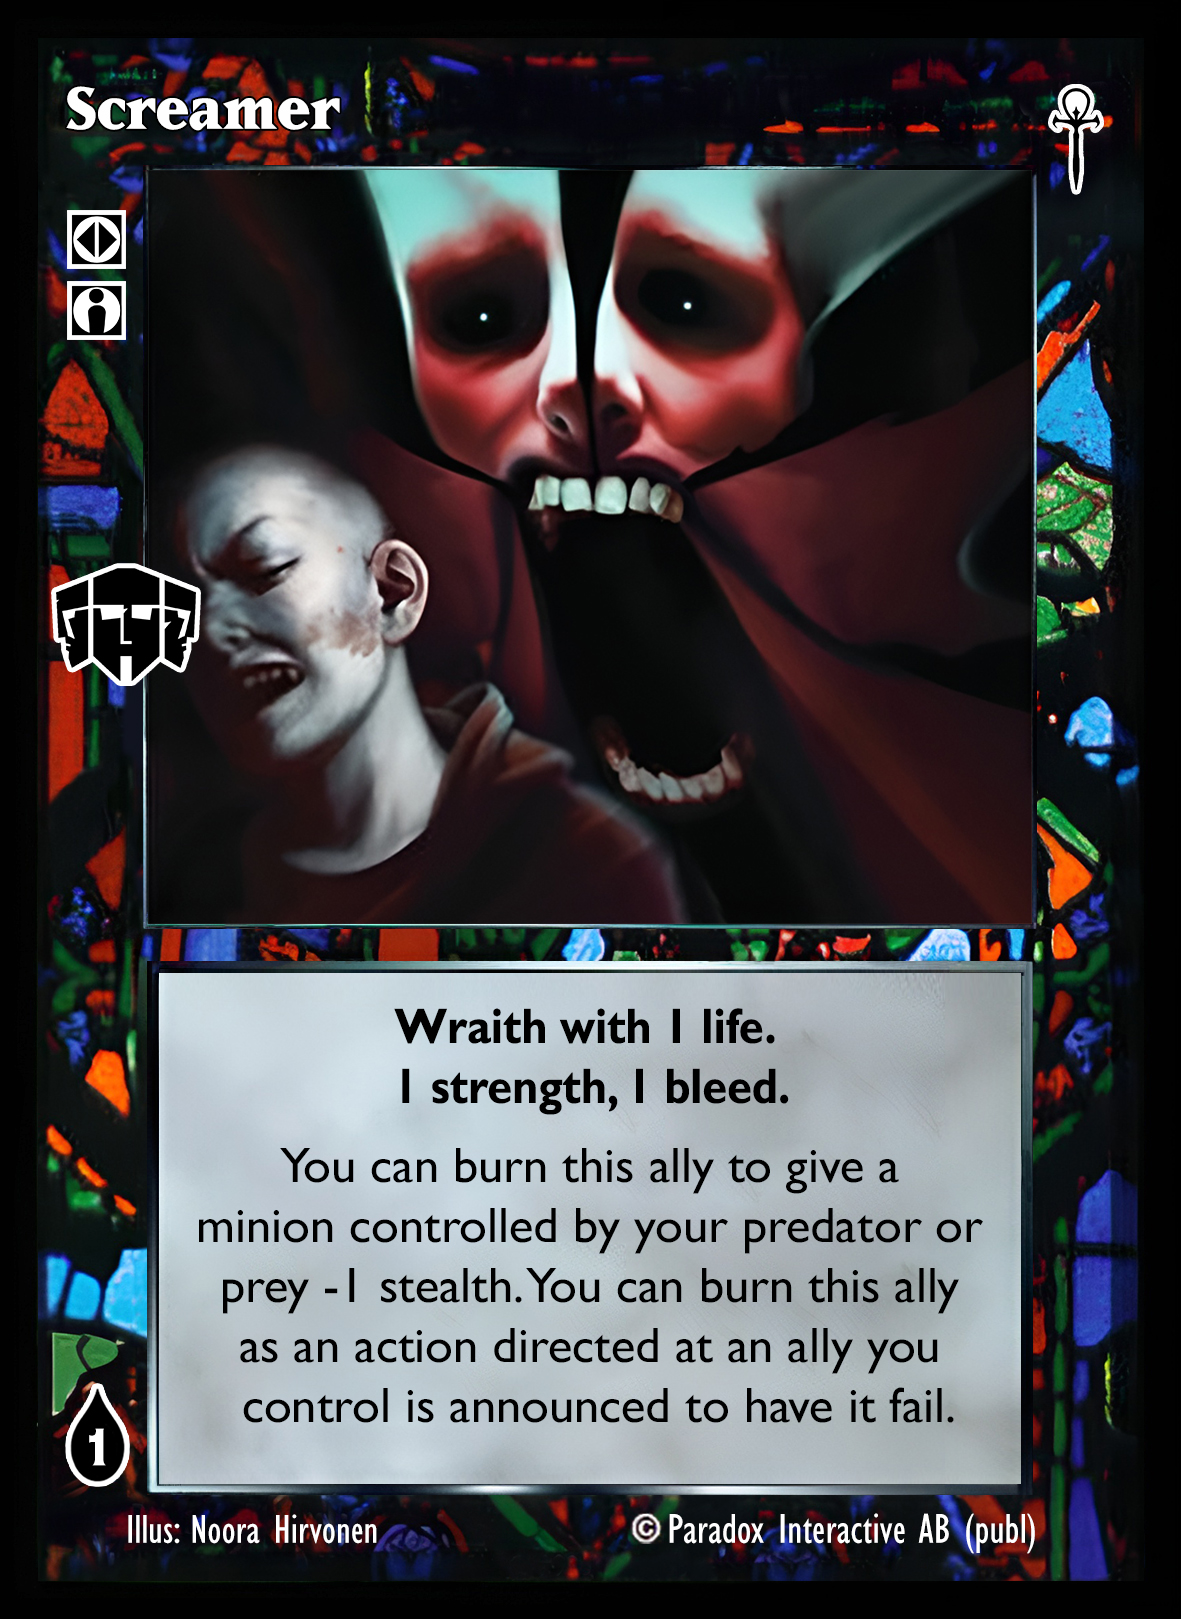 Screamer
Wraith with 1 life.
1 strength, 1 bleed.
You can burn this ally to give a
minion controlled by your predator or
prey -1 stealth. You can burn this ally
as an action directed at an ally you
control is announced to have it fail.
1
Illus: Noora Hirvonen
© Paradox Interactive AB (publ)